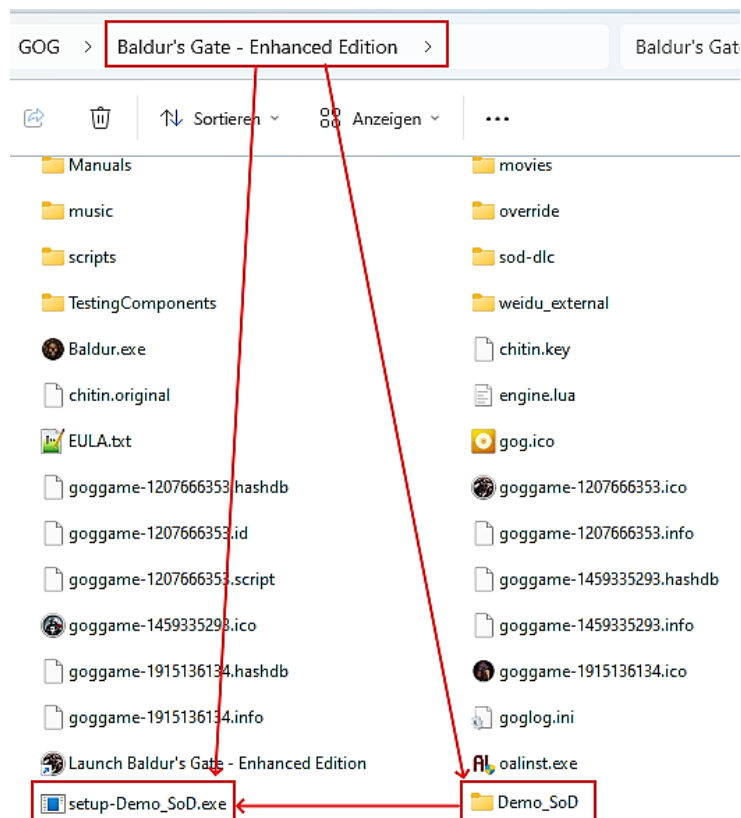 GOG > Baldur's Gate - Enhanced Edition > Baldur's Gat
Sortieren Anzeigen ...
Manuals movies
music override
scripts sod-dlc
TestingComponents weidu_external
Baldur.exe chitin.key
chitin.original engine.lua
EULA.txt gog.ico
goggame-1207666353.hashdb goggame-1207666353.ico
goggame-1207666353.id goggame-1207666353.info
goggame-1207666353.script goggame-1459335293.hashdb
goggame-1459335293.ico goggame-1459335293.info
goggame-1915136134.hashdb goggame-1915136134.ico
goggame-1915136134.info goglog.ini
Launch Baldur's Gate - Enhanced Edition oalinst.exe
setup-Demo_SoD.exe Demo_SoD